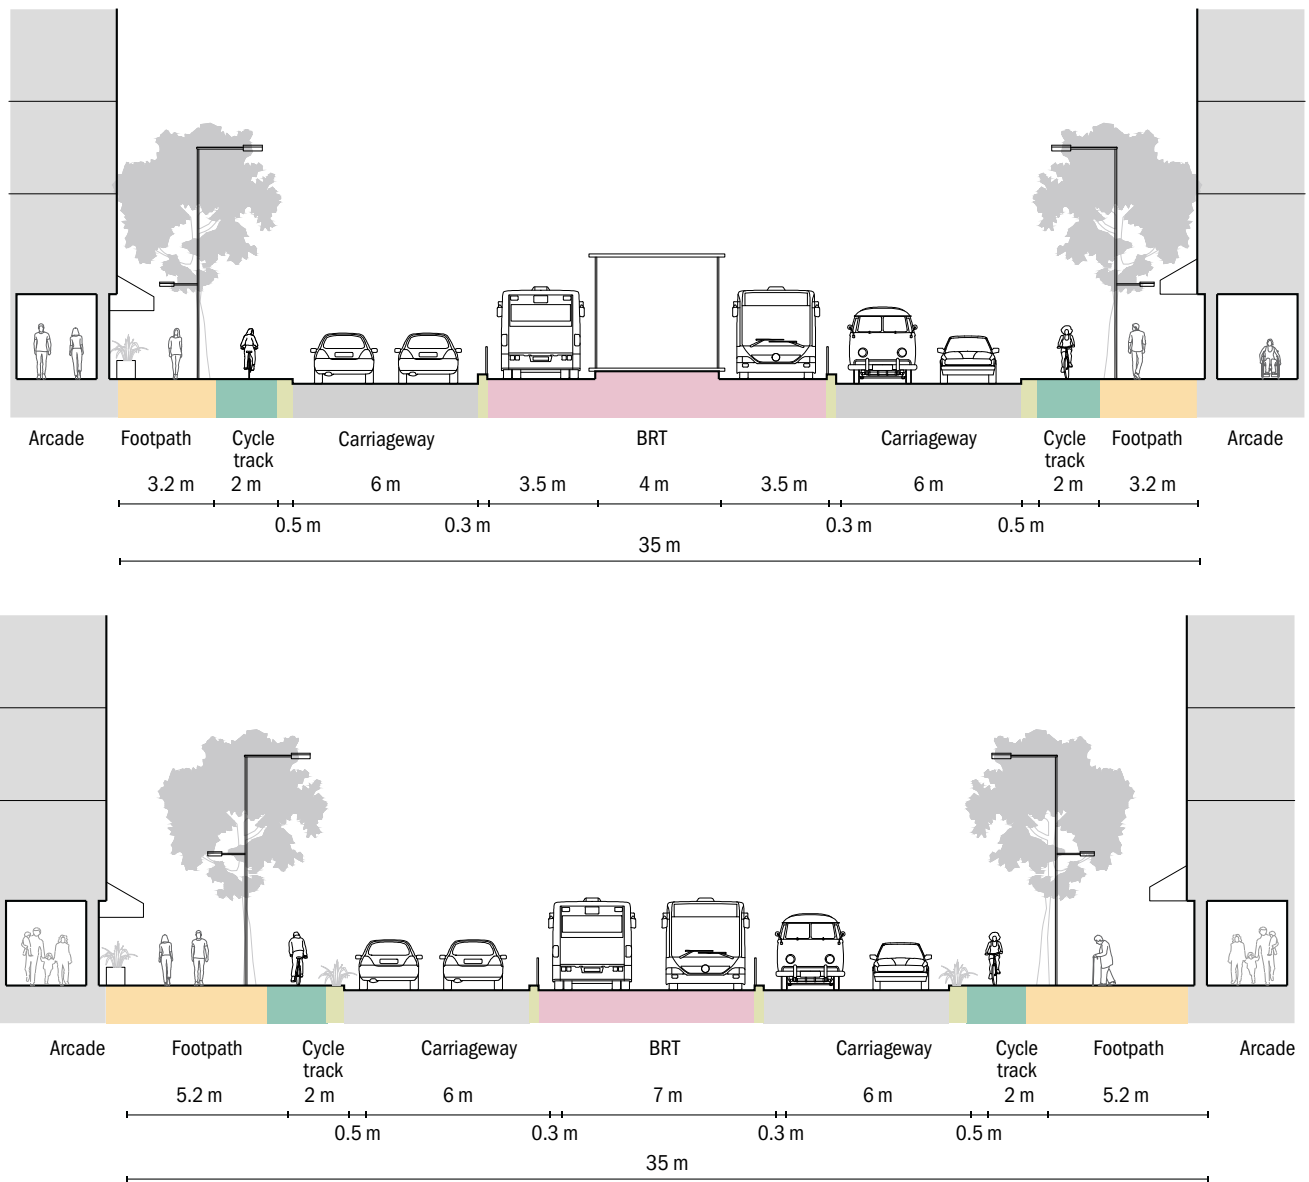 Arcade Footpath Cycle track Carriageway BRT Carriageway Cycle track Footpath Arcade
3.2 m 2 m 6 m 3.5 m 4 m 3.5 m 6 m 2 m 3.2 m
0.5 m 0.3 m 0.3 m 0.5 m
35 m
Arcade Footpath Cycle track Carriageway BRT Carriageway Cycle track Footpath Arcade
5.2 m 2 m 6 m 7 m 6 m 2 m 5.2 m
0.5 m 0.3 m 0.3 m 0.5 m
35 m